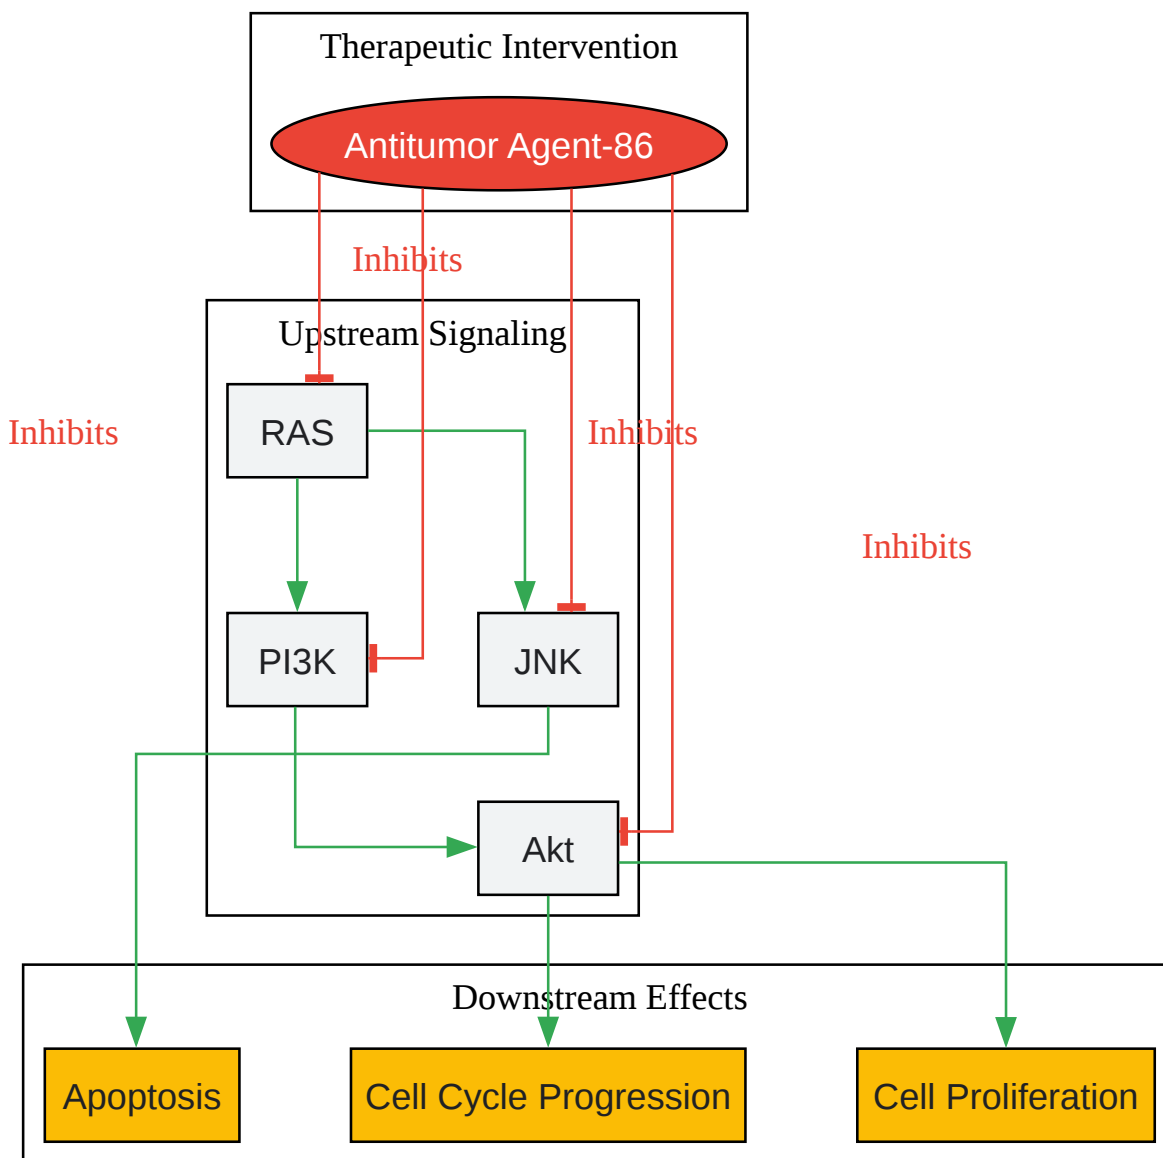 Therapeutic Intervention
Antitumor Agent-86
Inhibits
Upstream Signaling
Inhibits
RAS
Inhibits
Inhibits
PI3K
JNK
Akt
Downstream Effects
Apoptosis
Cell Cycle Progression
Cell Proliferation